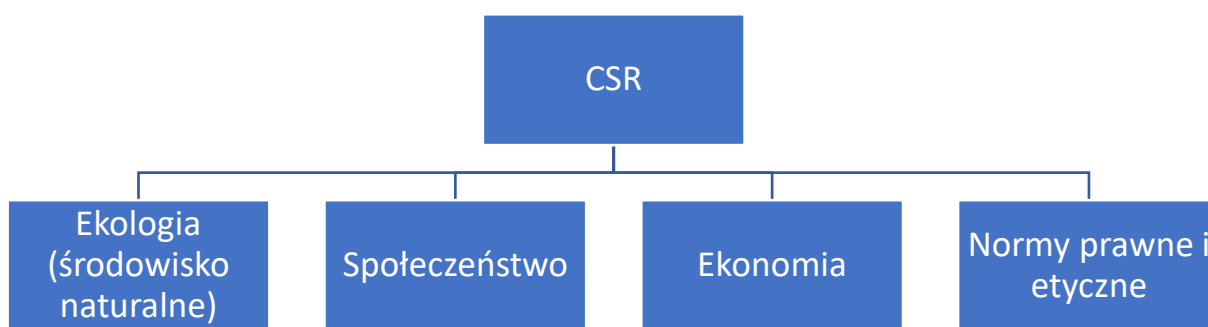 CSR
Ekologia
(środowisko
naturalne)
Społeczeństwo
Ekonomia
Normy prawne i
etyczne